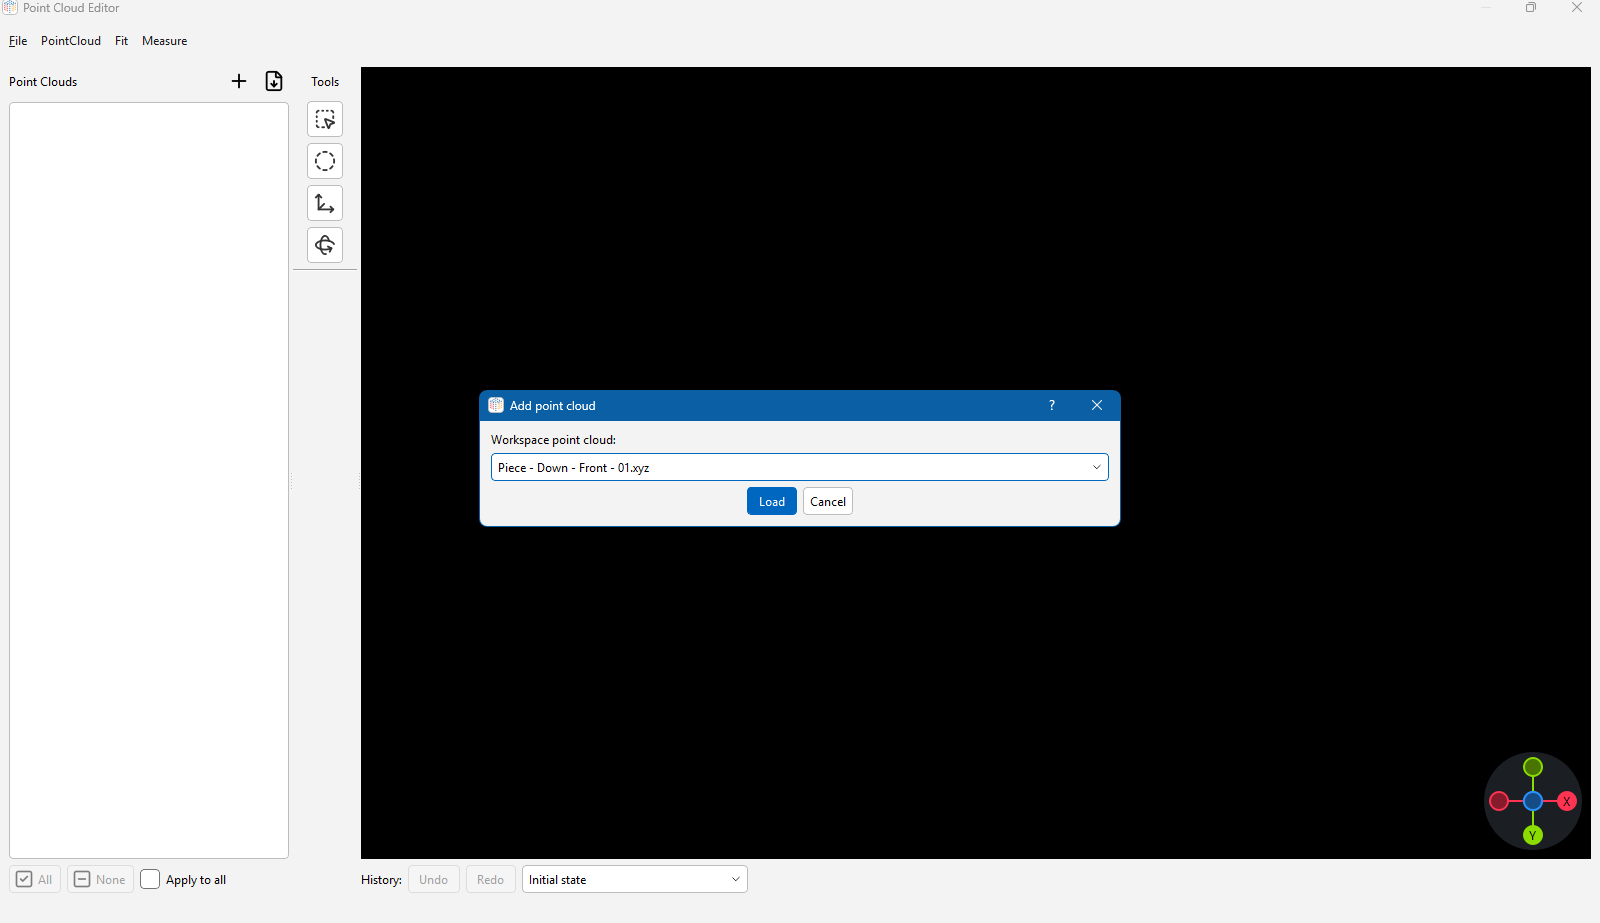 Point Cloud Editor
File PointCloud Fit Measure
Point Clouds
Tools
Add point cloud ?
Workspace point cloud:
Piece - Down - Front - 01.xyz
Load Cancel
X
Y
All None Apply to all
History: Undo Redo Initial state